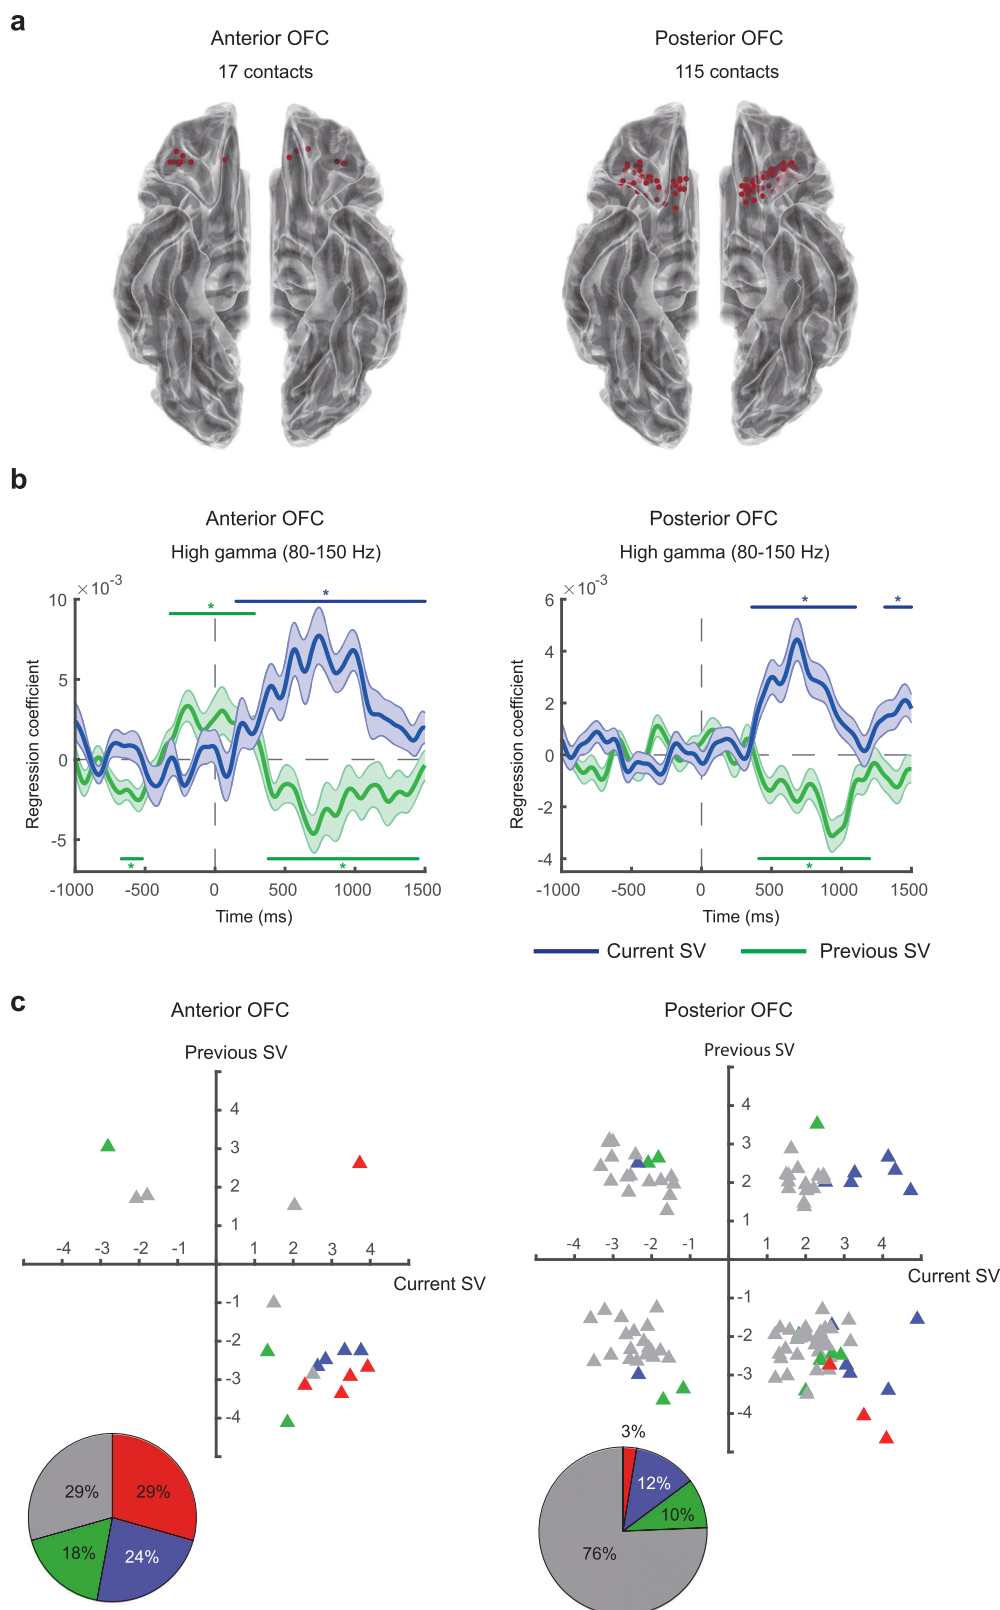 a
Anterior OFC
17 contacts
Posterior OFC
115 contacts
b
Anterior OFC
High gamma (80-150 Hz)
×10-3
10
5
0
-5
Regression coefficient
*
*
*
*
-1000 -500 0 500 1000 1500
Time (ms)
Posterior OFC
High gamma (80-150 Hz)
×10-3
6
4
2
0
-2
-4
Regression coefficient
*
*
*
-1000 -500 0 500 1000 1500
Time (ms)
Current SV
Previous SV
c
Anterior OFC
Previous SV
4
3
2
1
-4 -3 -2 -1 1 2 3 4
Current SV
-1
-2
-3
-4
29% 29%
18% 24%
Posterior OFC
Previous SV
4
3
2
1
-4 -3 -2 -1 1 2 3 4
Current SV
-1
-2
-3
-4
3%
12%
10%
76%